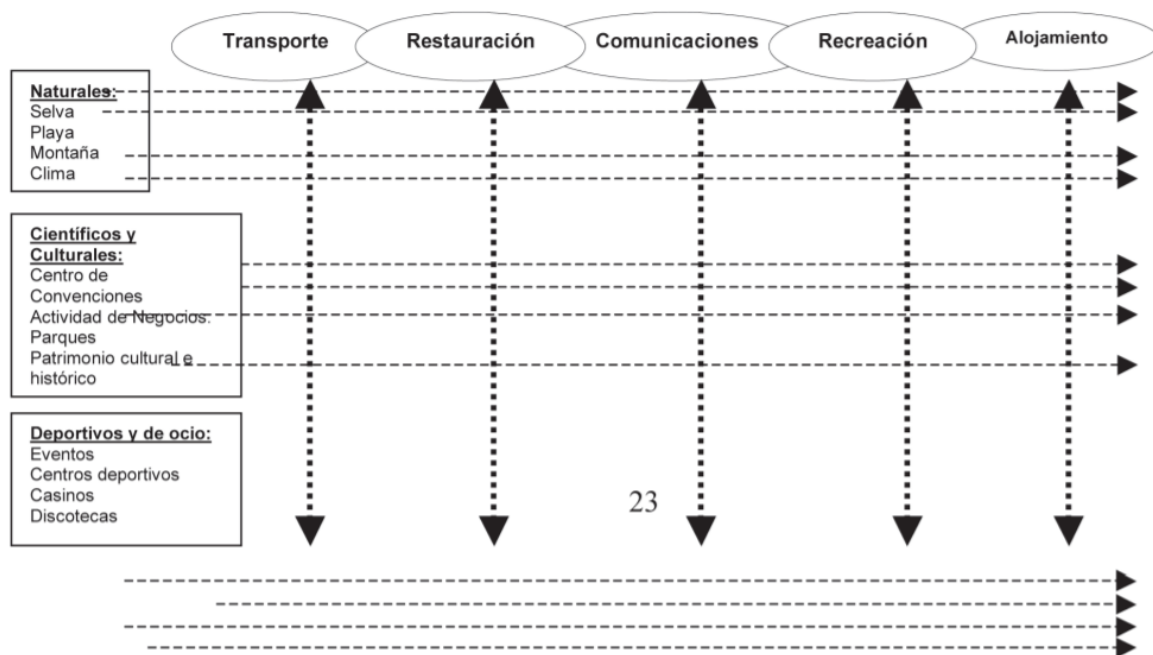 Transporte
Restauración
Comunicaciones
Recreación
Alojamiento
Naturales:
Selva
Playa
Montaña
Clima
Científicos y
Culturales:
Centro de
Convenciones
Actividad de Negocios.
Parques
Patrimonio cultural e
histórico
Deportivos y de ocio:
Eventos
Centros deportivos
Casinos
Discotecas
23